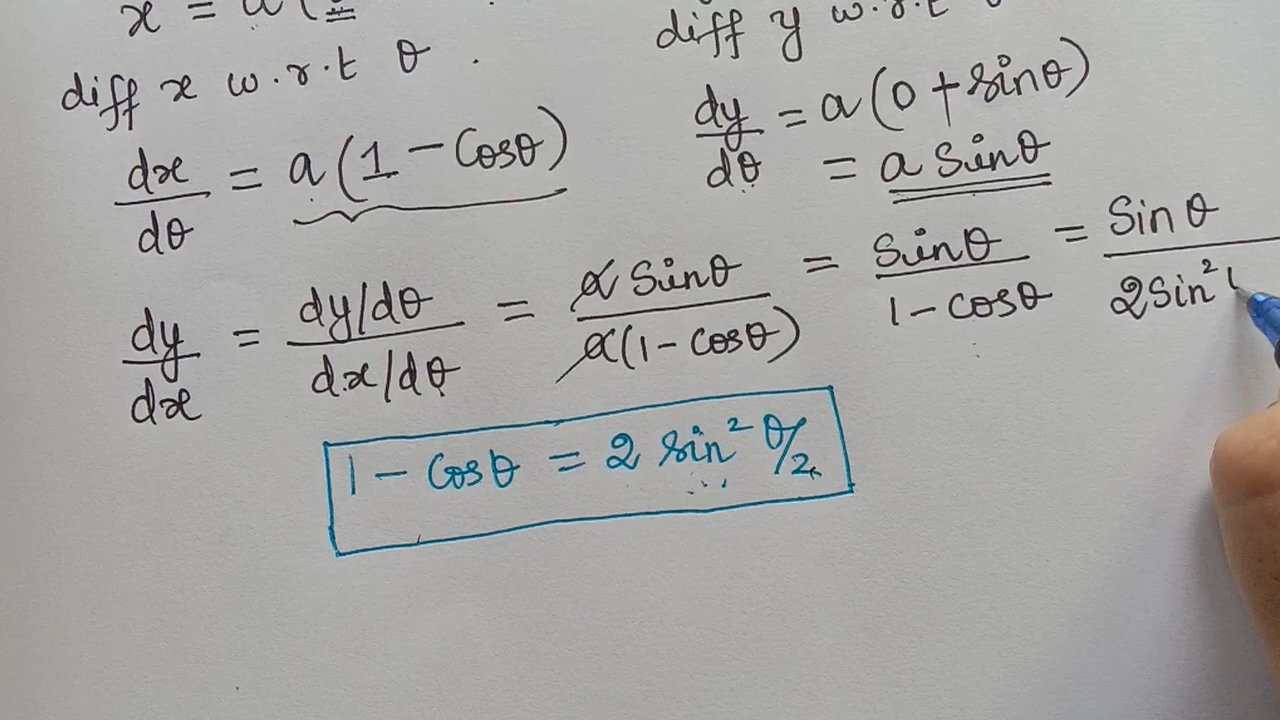 x = a(
diff x w.r.t θ .
dx/dθ = a(1 - Cosθ)
diff y w.r.t
dy/dθ = a(0 + sinθ)
= a Sinθ
dy/dx = dy/dθ / dx/dθ = a Sinθ / a(1 - cosθ) = Sinθ / 1 - cosθ = Sin θ / 2Sin²
1 - Cosθ = 2 sin² θ/2